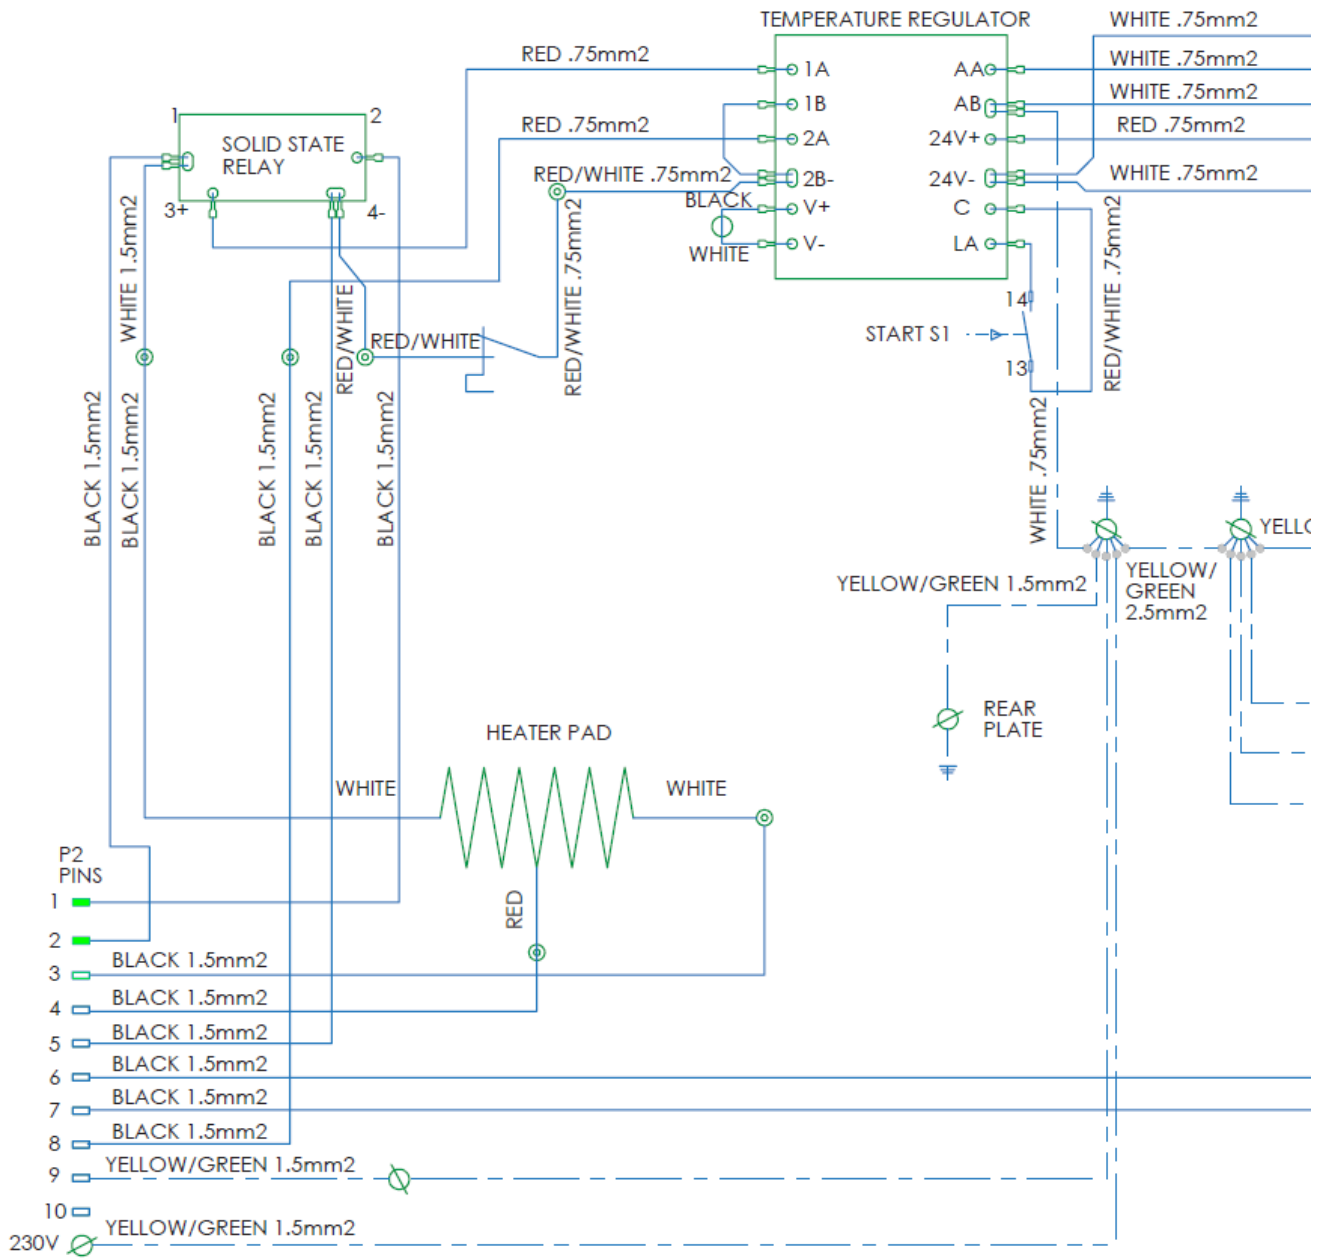 TEMPERATURE REGULATOR
WHITE .75mm2
RED .75mm2
WHITE .75mm2
1A
AA
WHITE .75mm2
1B
AB
1
2
SOLID STATE
RELAY
RED .75mm2
2A
24V+
RED .75mm2
RED/WHITE .75mm2
2B-
24V-
WHITE .75mm2
BLACK
V+
C
3+
4-
WHITE
V-
LA
WHITE 1.5mm2
RED/WHITE .75mm2
RED/WHITE .75mm2
14
START S1
13
RED/WHITE
RED/WHITE
BLACK 1.5mm2
BLACK 1.5mm2
BLACK 1.5mm2
BLACK 1.5mm2
BLACK 1.5mm2
WHITE .75mm2
YELLO
YELLOW/GREEN 1.5mm2
YELLOW/
GREEN
2.5mm2
REAR
PLATE
HEATER PAD
WHITE
WHITE
P2
PINS
RED
1
2
3
BLACK 1.5mm2
4
BLACK 1.5mm2
5
BLACK 1.5mm2
6
BLACK 1.5mm2
7
BLACK 1.5mm2
8
BLACK 1.5mm2
9
YELLOW/GREEN 1.5mm2
10
230V
YELLOW/GREEN 1.5mm2